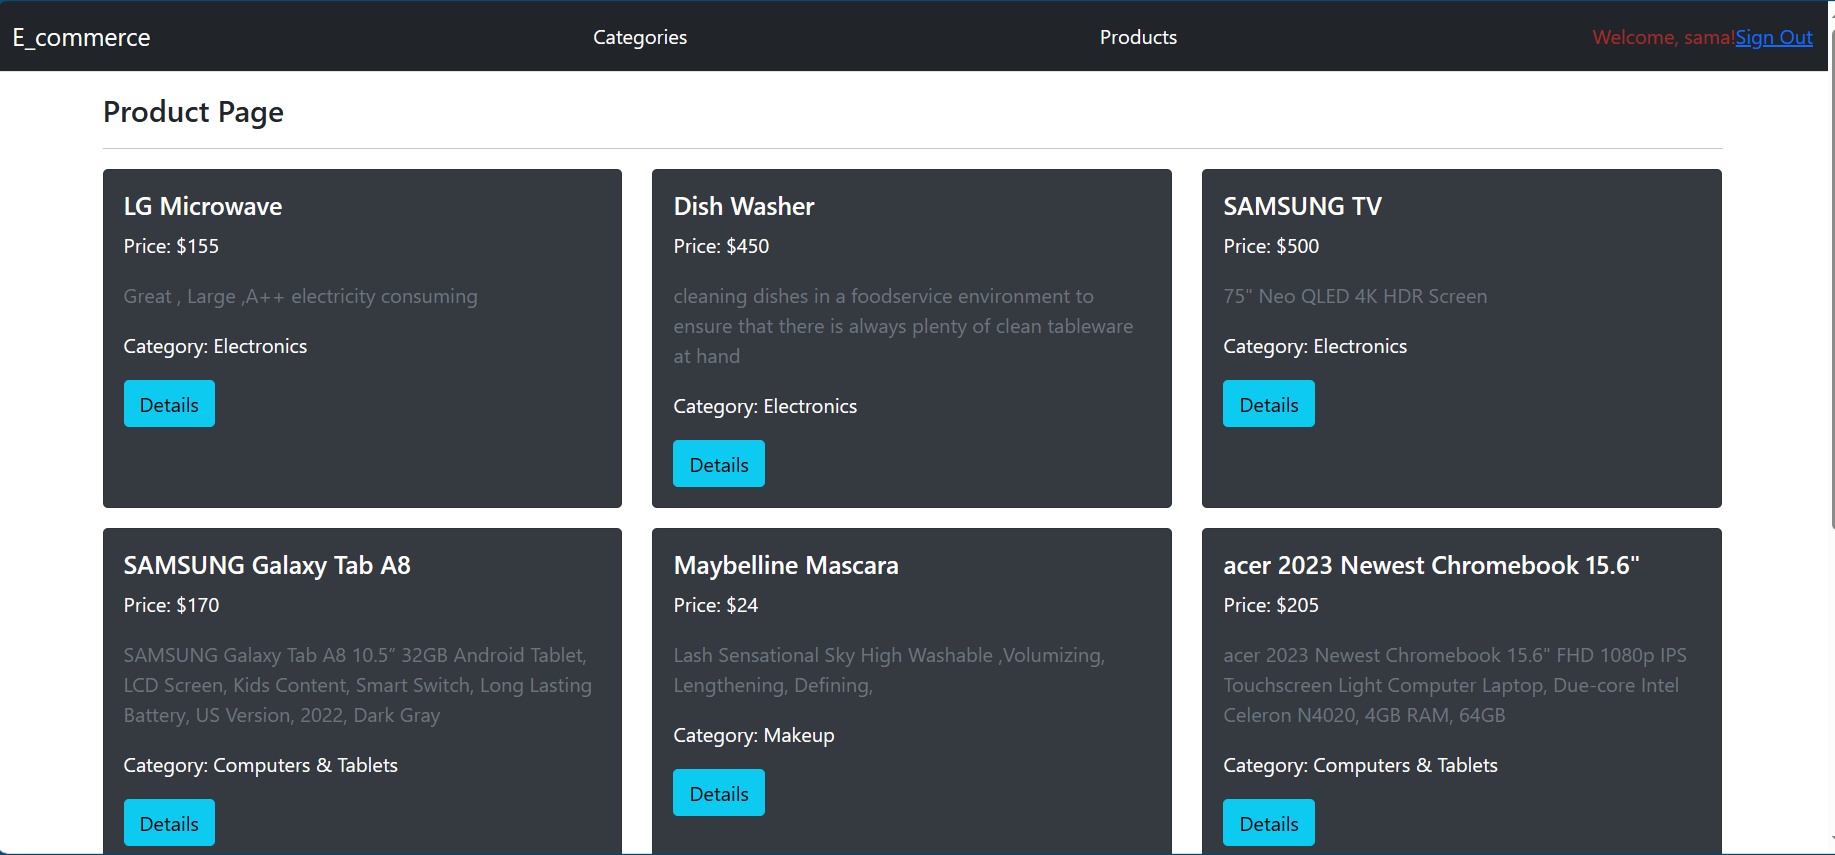 E_commerce
Categories
Products
Welcome, sama!Sign Out
Product Page
LG Microwave
Price: $155
Great , Large ,A++ electricity consuming
Category: Electronics
Details
Dish Washer
Price: $450
cleaning dishes in a foodservice environment to
ensure that there is always plenty of clean tableware
at hand
Category: Electronics
Details
SAMSUNG TV
Price: $500
75" Neo QLED 4K HDR Screen
Category: Electronics
Details
SAMSUNG Galaxy Tab A8
Price: $170
SAMSUNG Galaxy Tab A8 10.5” 32GB Android Tablet,
LCD Screen, Kids Content, Smart Switch, Long Lasting
Battery, US Version, 2022, Dark Gray
Category: Computers & Tablets
Details
Maybelline Mascara
Price: $24
Lash Sensational Sky High Washable ,Volumizing,
Lengthening, Defining,
Category: Makeup
Details
acer 2023 Newest Chromebook 15.6"
Price: $205
acer 2023 Newest Chromebook 15.6" FHD 1080p IPS
Touchscreen Light Computer Laptop, Due-core Intel
Celeron N4020, 4GB RAM, 64GB
Category: Computers & Tablets
Details